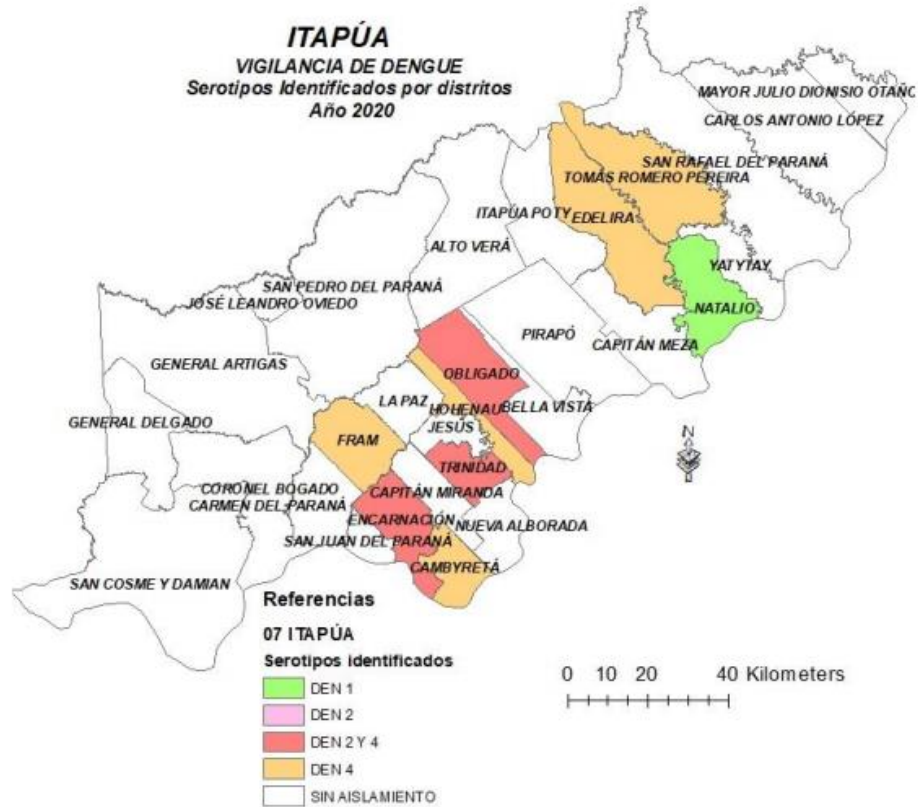 ITAPÚA
VIGILANCIA DE DENGUE
Serotipos Identificados por distritos
Año 2020
MAYOR JULIO DIONISIO OTAÑO
CARLOS ANTONIO LÓPEZ
SAN RAFAEL DEL PARANÁ
TOMÁS ROMERO PEREIRA
ITAPÚA POTY
EDELIRA
ALTO VERÁ
YATYTAY
SAN PEDRO DEL PARANÁ
JOSÉ LEANDRO OVIEDO
NATALIO
PIRAPÓ
CAPITÁN MEZA
GENERAL ARTIGAS
OBLIGADO
LA PAZ
HOHENAU
BELLA VISTA
GENERAL DELGADO
JESÚS
FRAM
TRINIDAD
CORONEL BOGADO
CAPITÁN MIRANDA
CARMEN DEL PARANÁ
ENCARNACIÓN
NUEVA ALBORADA
SAN JUAN DEL PARANÁ
CAMBYRETÁ
SAN COSME Y DAMIAN
N
Referencias
07 ITAPÚA
Serotipos identificados
DEN 1
DEN 2
DEN 2 Y 4
DEN 4
SIN AISLAMIENTO
0 10 20 40 Kilometers